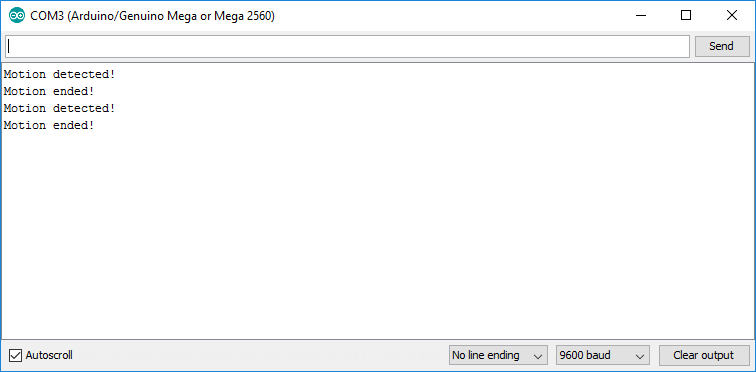 COM3 (Arduino/Genuino Mega or Mega 2560)
Send
Motion detected!
Motion ended!
Motion detected!
Motion ended!
Autoscroll
No line ending
9600 baud
Clear output